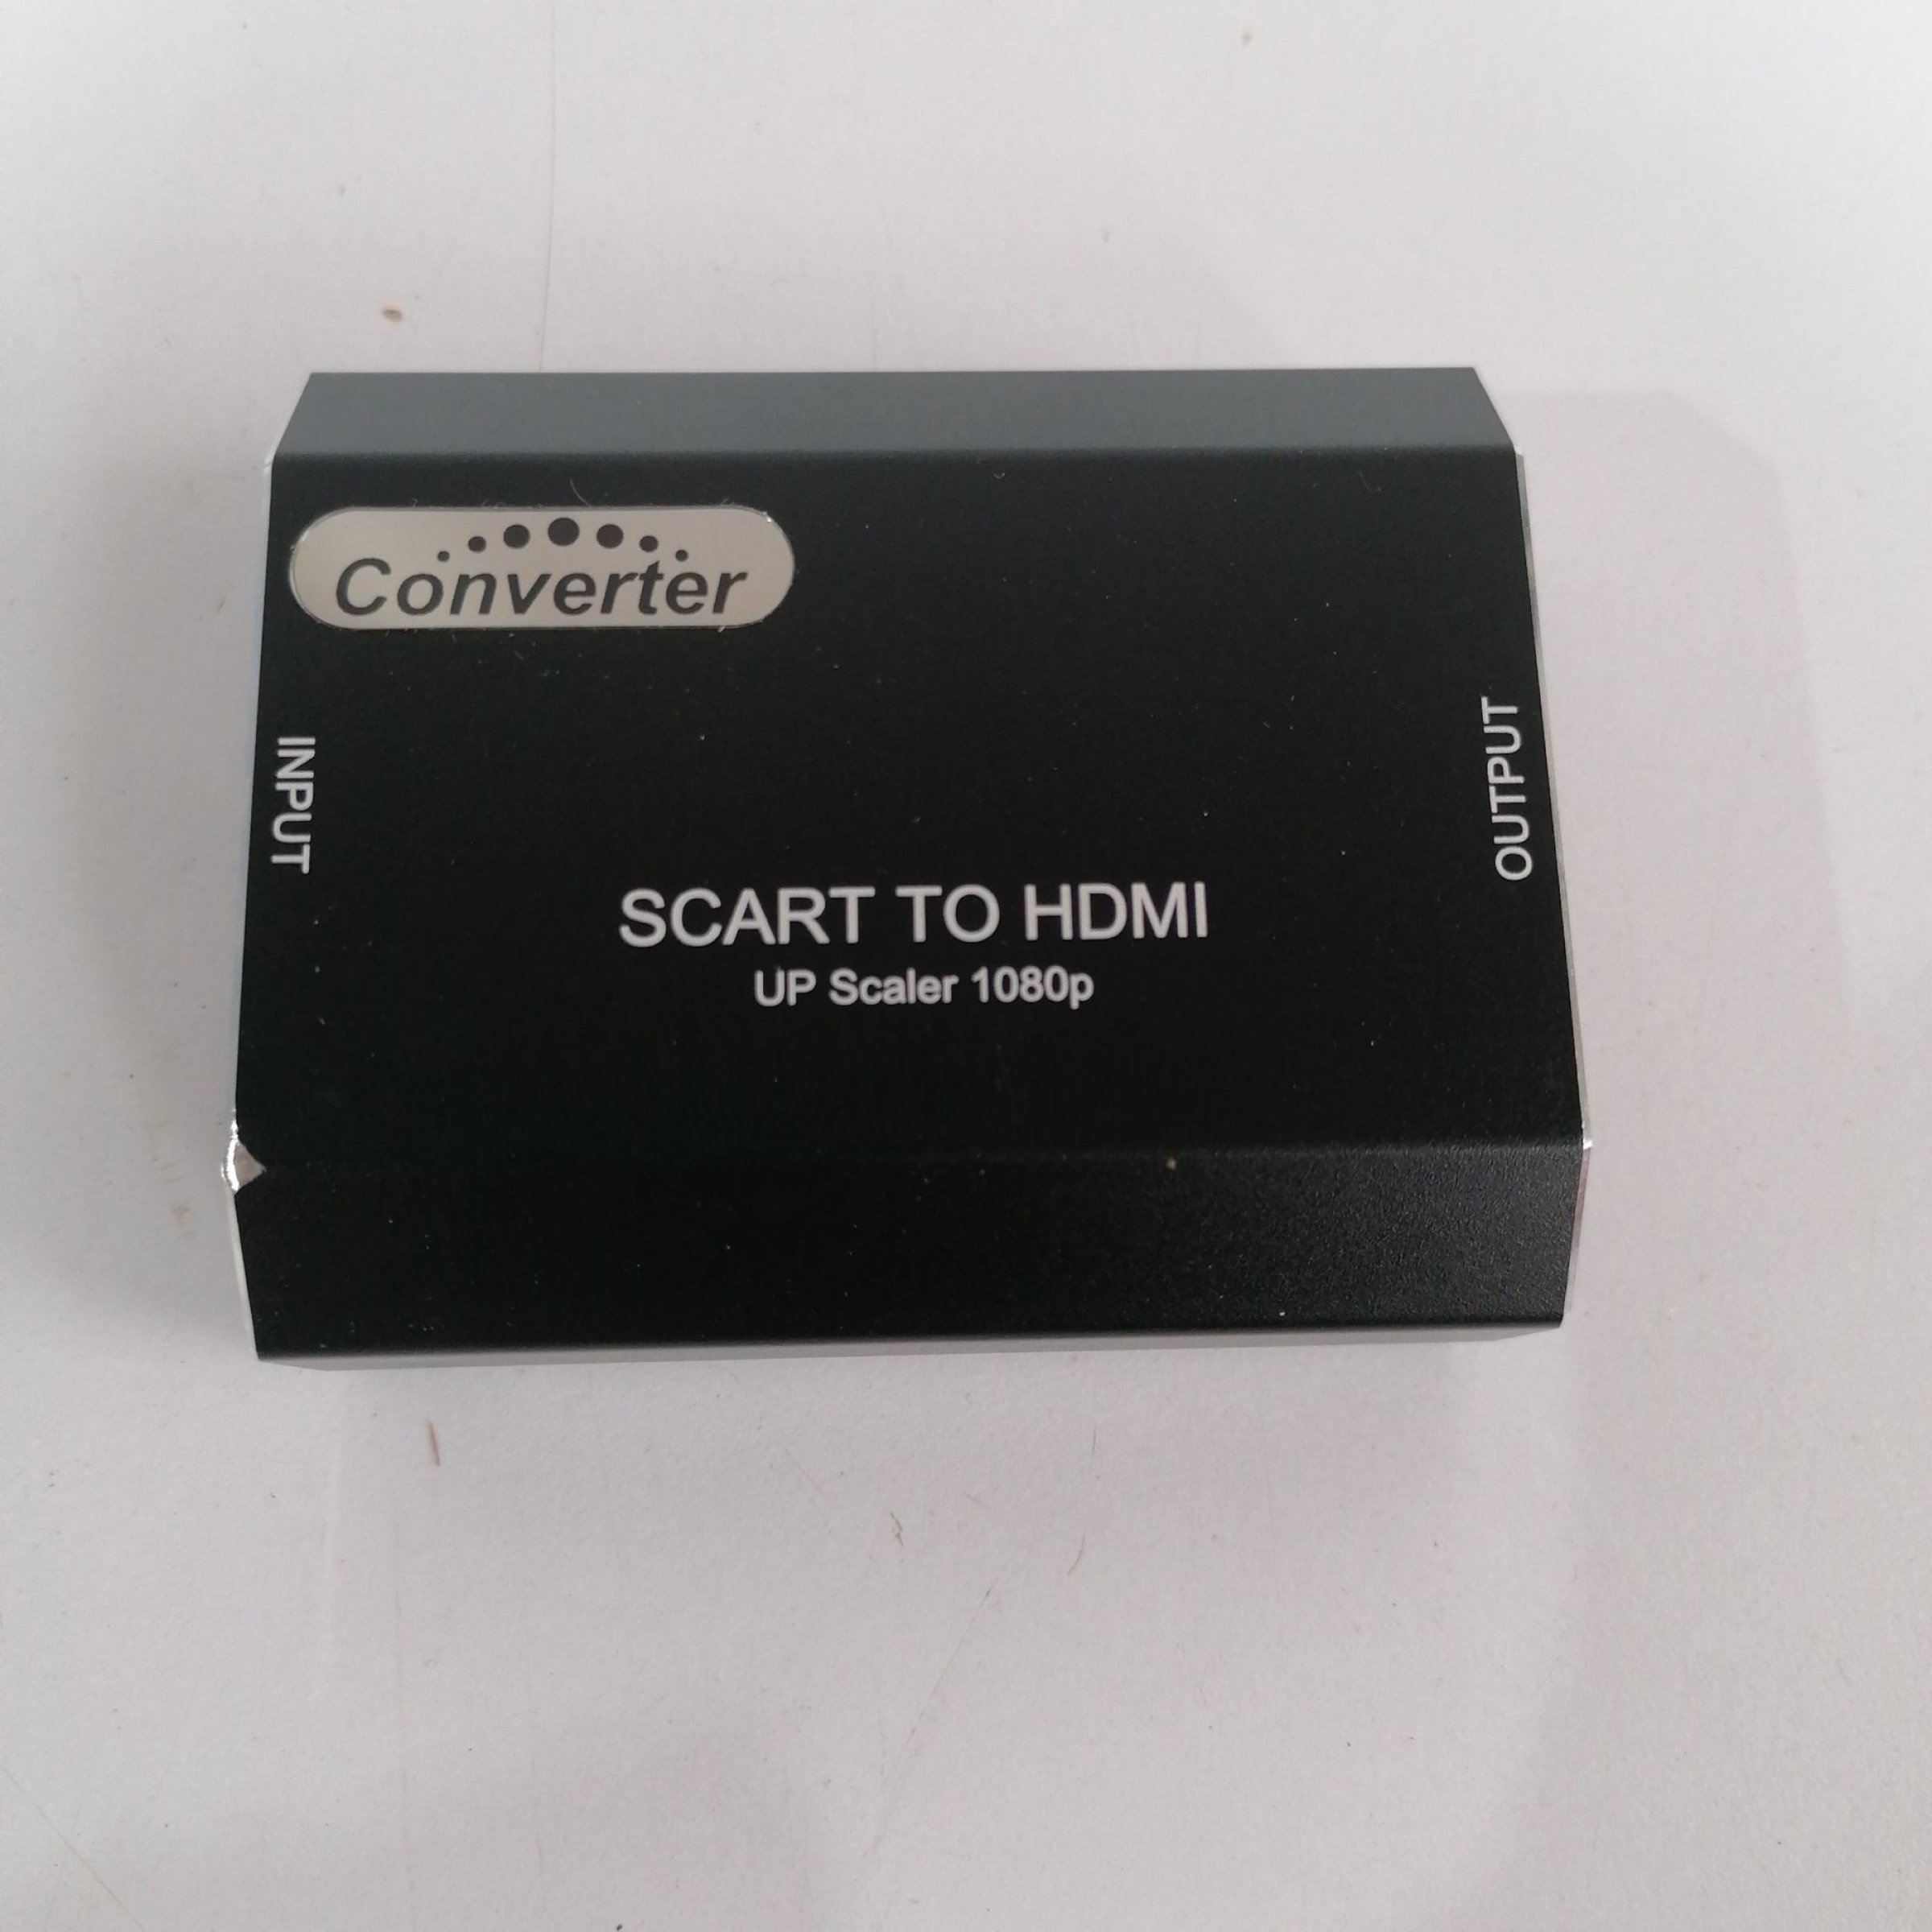 Converter
INPUT
OUTPUT
SCART TO HDMI
UP Scaler 1080p